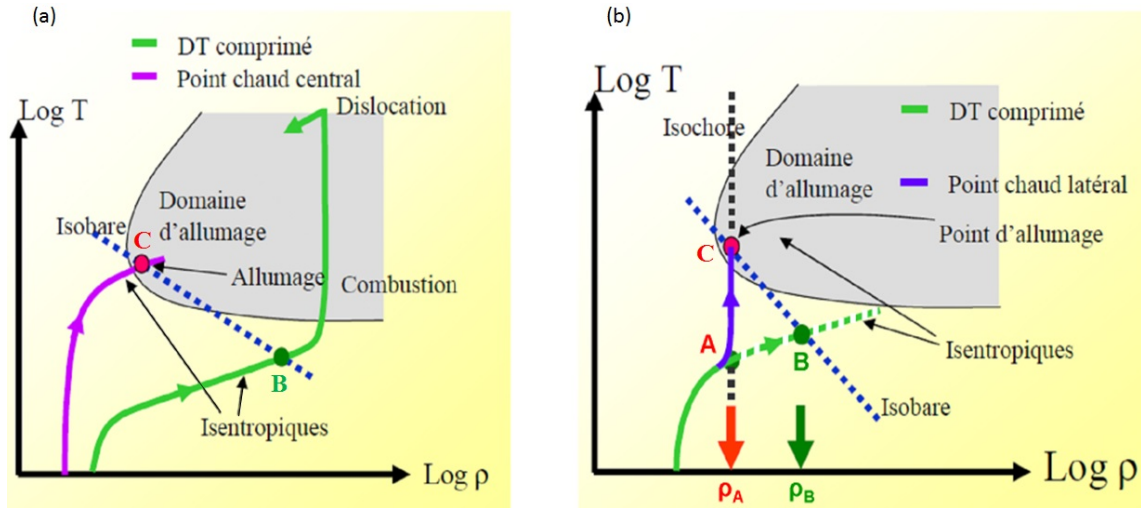 (a)
DT comprimé
Point chaud central
Log T
Dislocation
Domaine
d'allumage
Isobare
C
Allumage
Combustion
B
Isentropiques
Log ρ
(b)
Log T
Isochore
DT comprimé
Domaine
d'allumage
Point chaud latéral
C
Point d'allumage
A
B
Isentropiques
Isobare
Log ρ
ρA
ρB